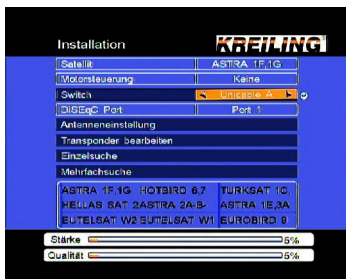 Installation
KREILING
Satellit ASTRA 1F,1G
Motorsteuerung Keine
Switch Unicable A
DiSEqC Port Port 1
Antenneneinstellung
Transponder bearbeiten
Einzelsuche
Mehrfachsuche
ASTRA 1F,1G HOTBIRD 6,7 TURKSAT 1C,
HELLAS SAT 2 ASTRA 2A-B- ASTRA 1E,3A
EUTELSAT W2 EUTELSAT W1 EUROBIRD 9
Stärke 5%
Qualität 5%